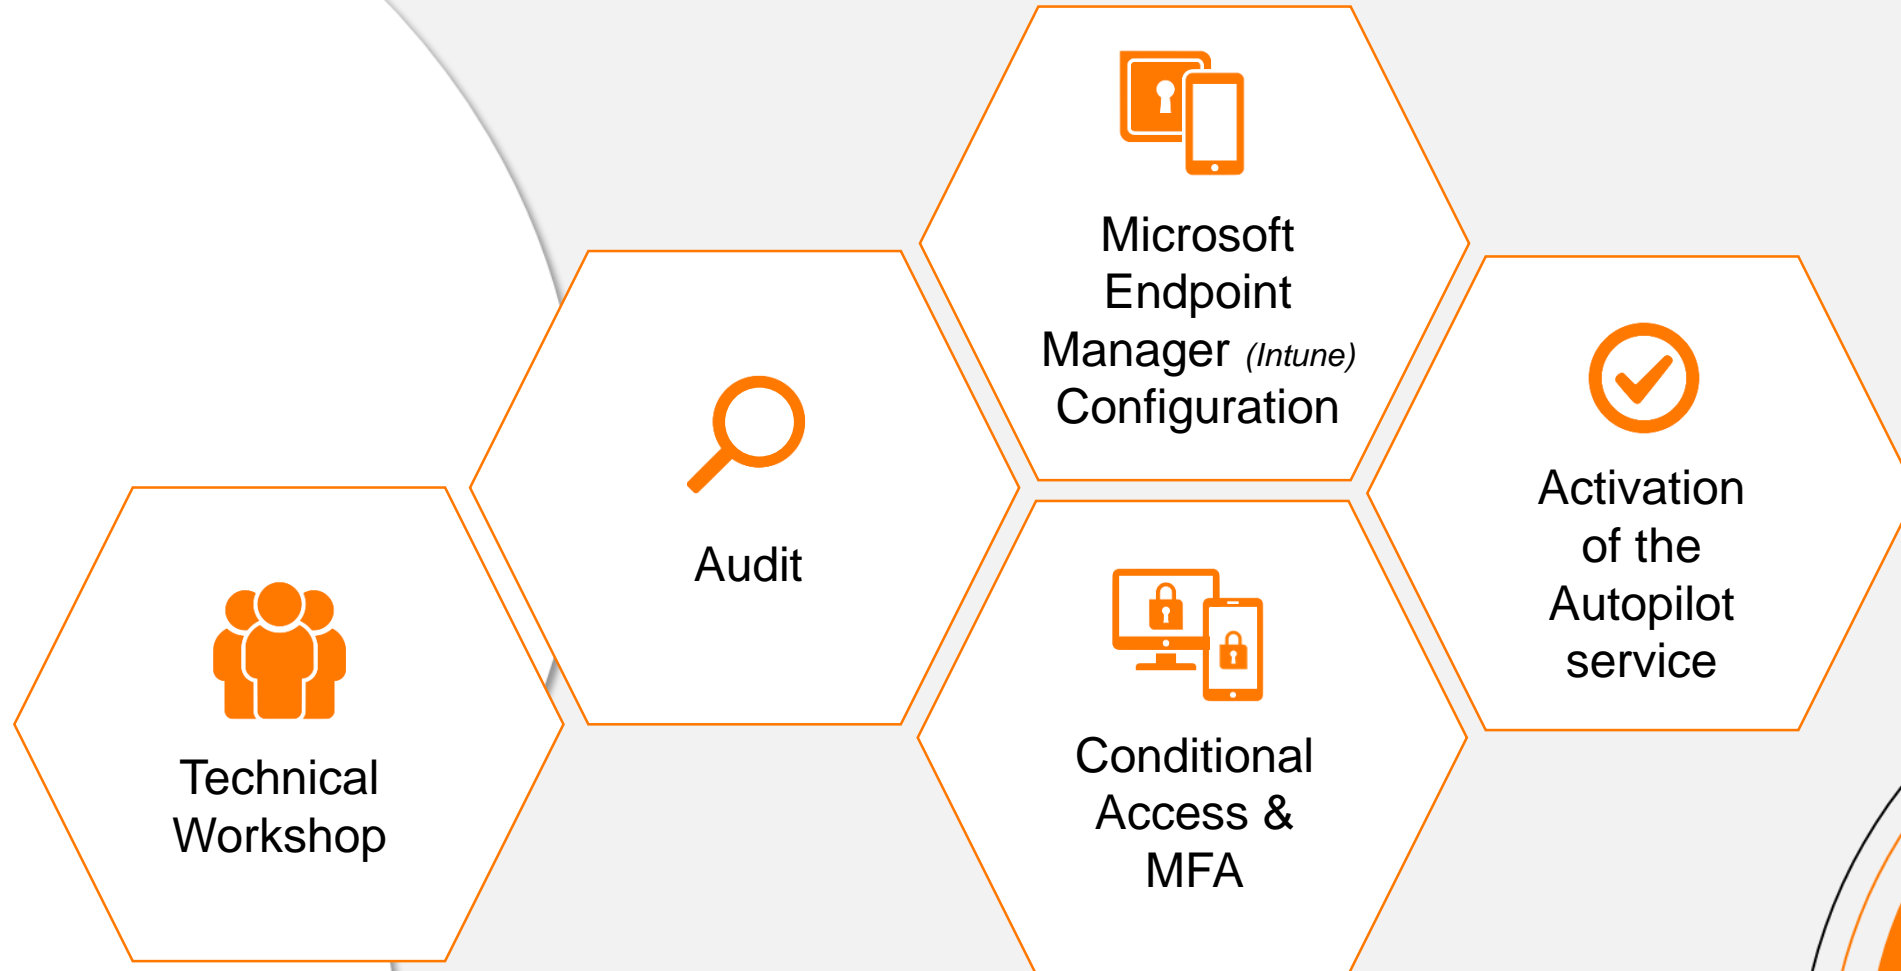 Technical
Workshop
Audit
Microsoft
Endpoint
Manager (Intune)
Configuration
Conditional
Access &
MFA
Activation
of the
Autopilot
service